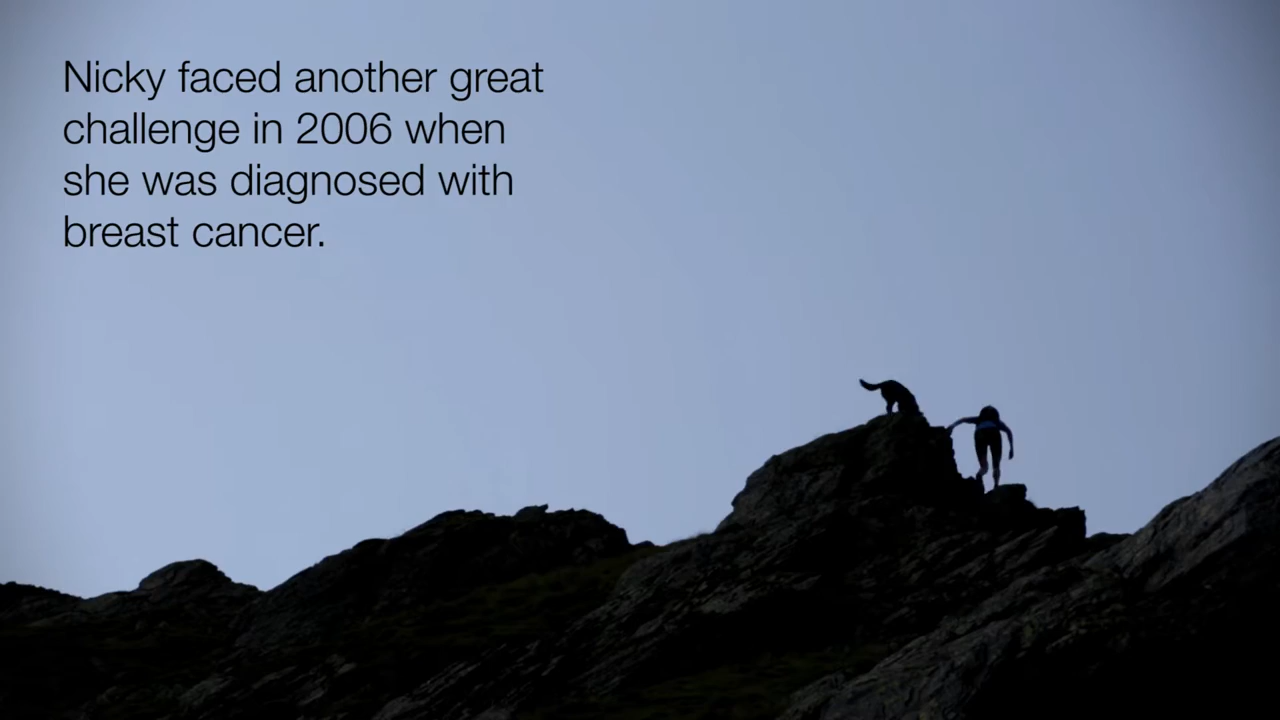 Nicky faced another great
challenge in 2006 when
she was diagnosed with
breast cancer.